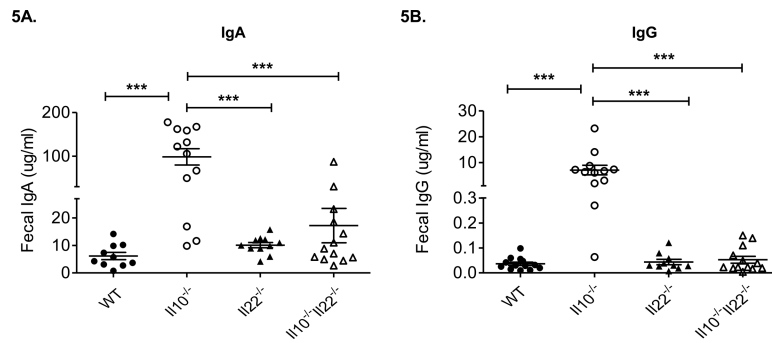 5A.
IgA
***
***
***
Fecal IgA (ug/ml)
200
100
20
10
0
WT
Il10-/-
Il22-/-
Il10-/-Il22-/-
5B.
IgG
***
***
***
Fecal IgG (ug/ml)
30
20
10
0.3
0.2
0.1
0.0
WT
Il10-/-
Il22-/-
Il10-/-Il22-/-